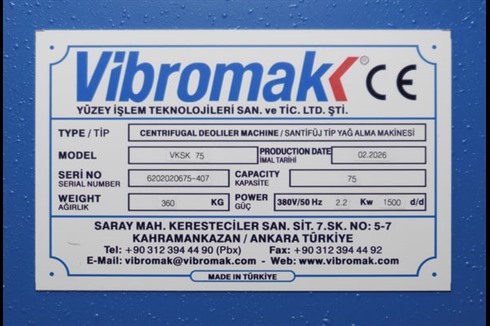 Vibromak ® CE
YÜZEY İŞLEM TEKNOLOJİLERİ SAN. ve TİC. LTD. ŞTİ.
TYPE / TİP CENTRIFUGAL DEOLILER MACHINE / SANTİFÜJ TİP YAĞ ALMA MAKİNESİ
MODEL VKSK 75 PRODUCTION DATE İMAL TARİHİ 02.2026
SERI NO SERIAL NUMBER 6202020675-407 CAPACITY KAPASİTE 75
WEIGHT AĞIRLIK 360 KG POWER GÜÇ 380V/50 Hz 2.2 Kw 1500 d/d
SARAY MAH. KERESTECİLER SAN. SİT. 7.SK. NO: 5-7
KAHRAMANKAZAN / ANKARA TÜRKİYE
Tel: +90 312 394 44 90 (Pbx) Fax: +90 312 394 44 92
E-Mail: vibromak@vibromak.com - Web: www.vibromak.com
MADE IN TÜRKİYE